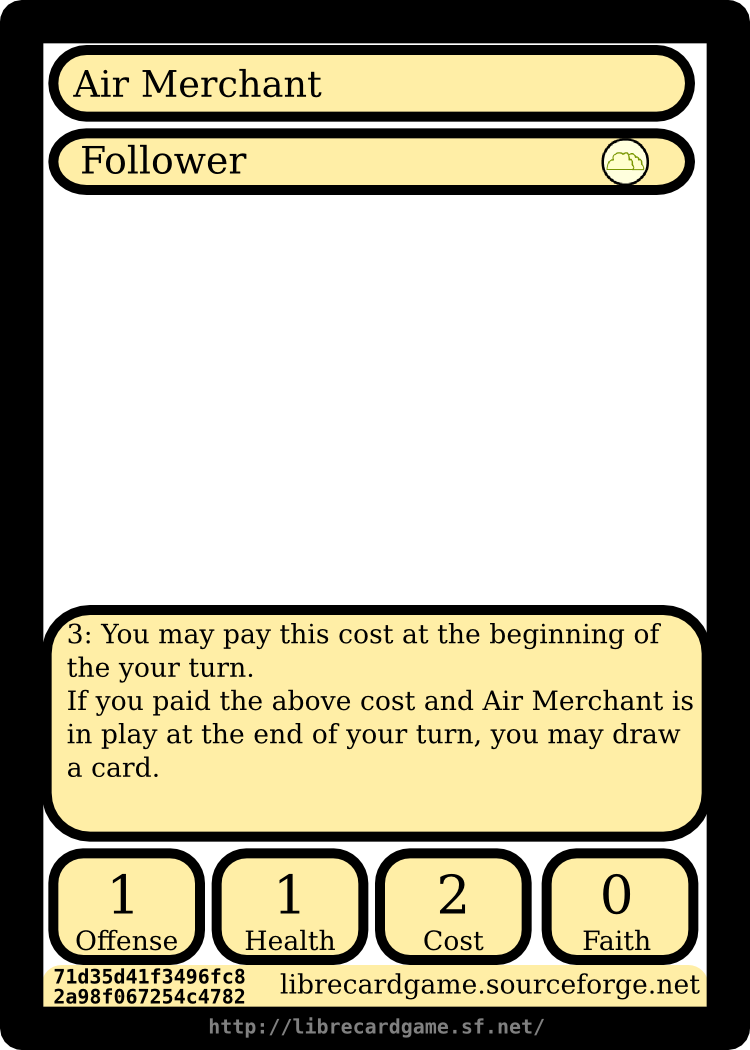 Air Merchant
Follower
3: You may pay this cost at the beginning of
the your turn.
If you paid the above cost and Air Merchant is
in play at the end of your turn, you may draw
a card.
1 1 2 0
Offense Health Cost Faith
71d35d41f3496fc8
2a98f067254c4782
librecardgame.sourceforge.net
http://librecardgame.sf.net/